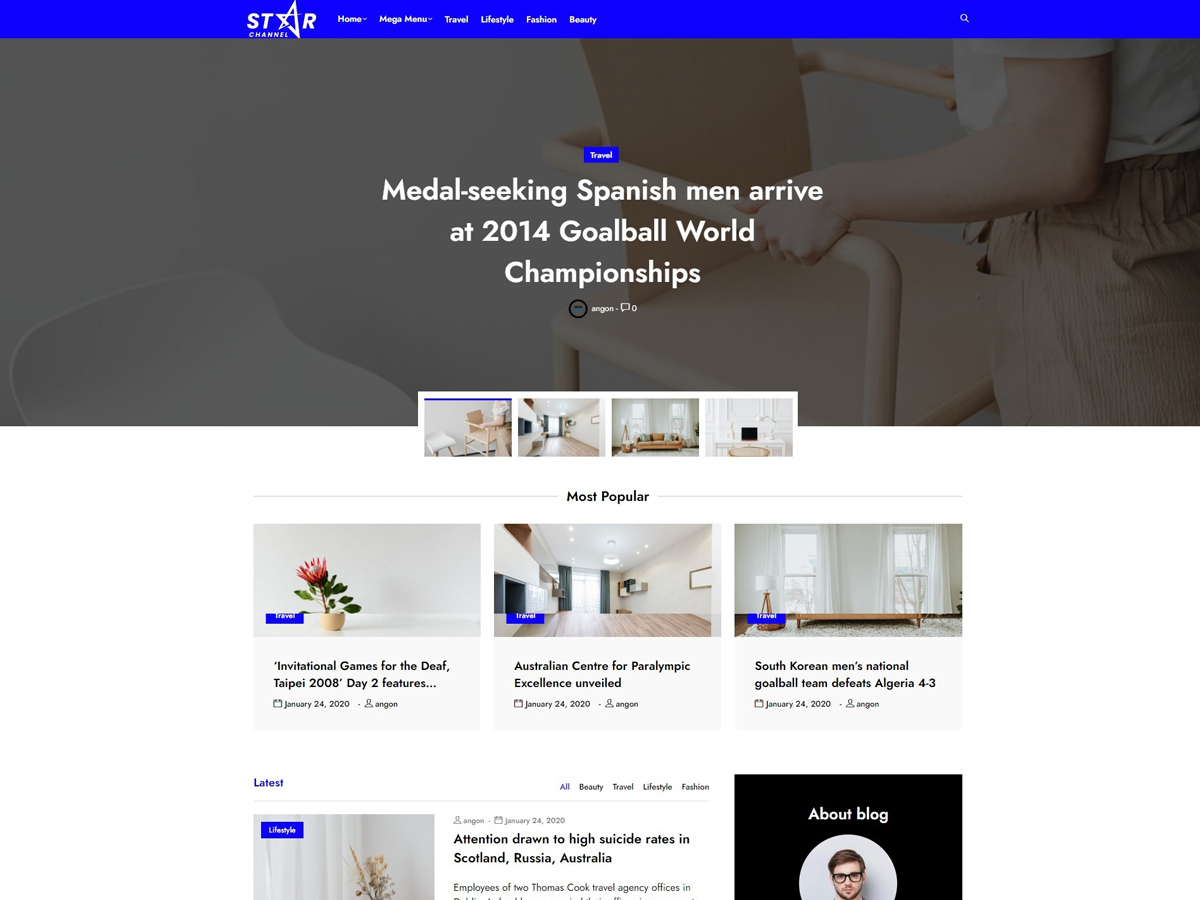 STAR
CHANNEL
Home Mega Menu Travel Lifestyle Fashion Beauty
Travel
Medal-seeking Spanish men arrive
at 2014 Goalball World
Championships
angon - 0
Most Popular
Travel
Travel
Travel
‘Invitational Games for the Deaf,
Taipei 2008’ Day 2 features...
January 24, 2020 - angon
Australian Centre for Paralympic
Excellence unveiled
January 24, 2020 - angon
South Korean men’s national
goalball team defeats Algeria 4-3
January 24, 2020 - angon
Latest
All Beauty Travel Lifestyle Fashion
Lifestyle
angon - January 24, 2020
Attention drawn to high suicide rates in
Scotland, Russia, Australia
Employees of two Thomas Cook travel agency offices in
About blog